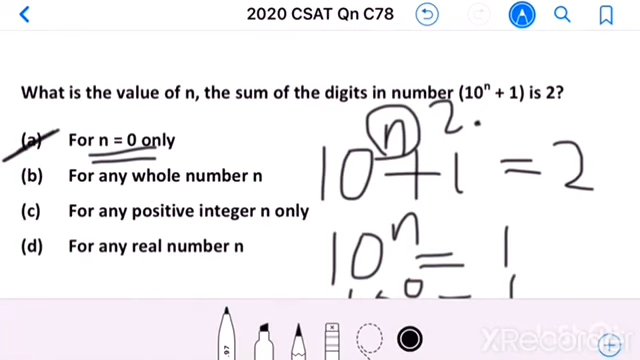 2020 CSAT Qn C78
What is the value of n, the sum of the digits in number (10ⁿ + 1) is 2?
(a) For n = 0 only
(b) For any whole number n
(c) For any positive integer n only
(d) For any real number n
2.
10ⁿ + 1 = 2
10ⁿ = 1
.97
XRecorder